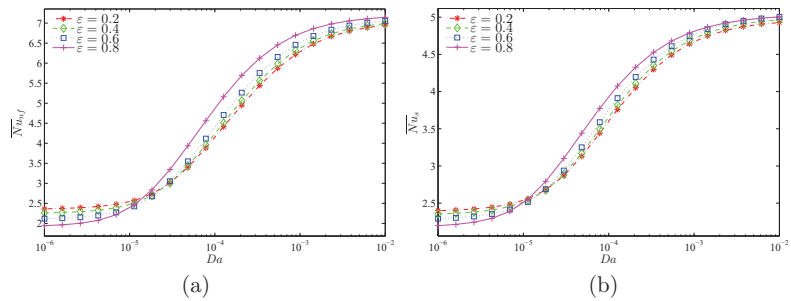 ε = 0.2
ε = 0.4
ε = 0.6
ε = 0.8
7
6.5
6
5.5
5
4.5
4
3.5
3
2.5
2
Nu_nf
10^-6
10^-5
10^-4
10^-3
10^-2
Da
(a)
ε = 0.2
ε = 0.4
ε = 0.6
ε = 0.8
5
4.5
4
3.5
3
2.5
Nu_s
10^-6
10^-5
10^-4
10^-3
10^-2
Da
(b)